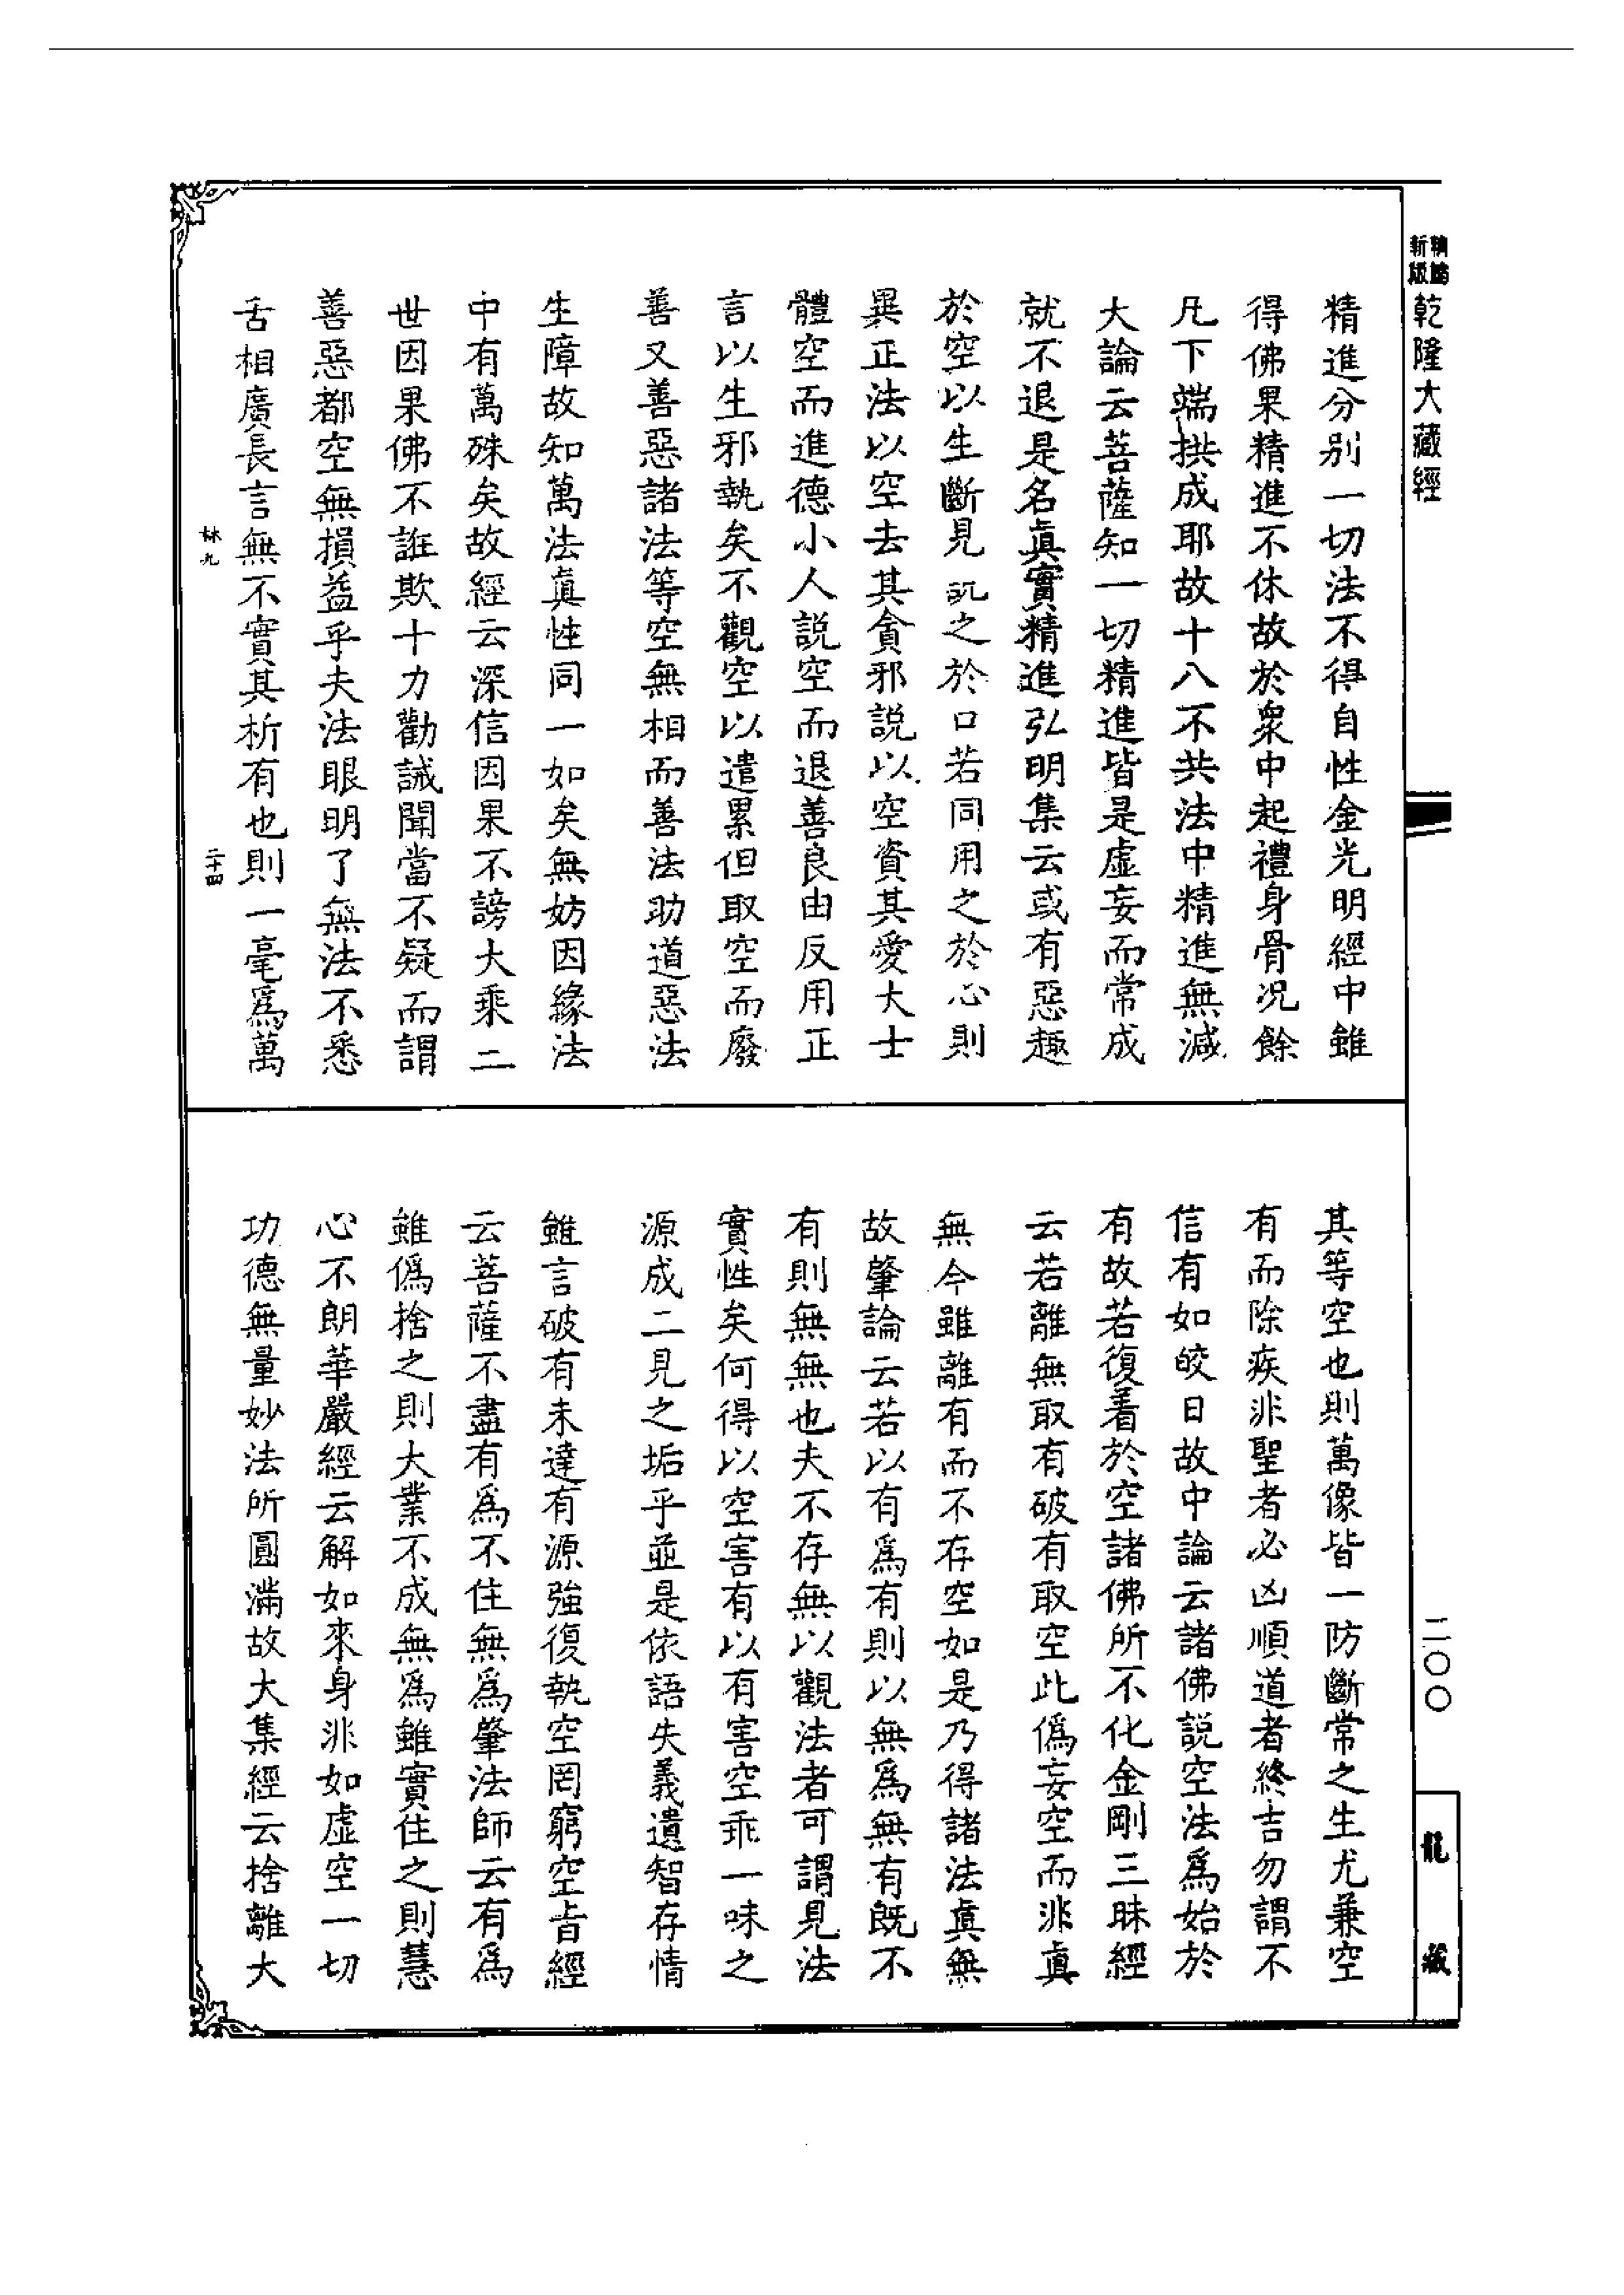 精縮新版
乾隆大藏經
精進分別一切法不得自性金光明經中雖
得佛果精進不休故於衆中起禮身骨况餘
凡下端拱成耶故十八不共法中精進無減
大論云菩薩知一切精進皆是虛妄而常成
就不退是名眞實精進弘明集云或有惡趣
於空以生斷見訊之於口若同用之於心則
異正法以空去其貪邪説以空資其愛大士
體空而進德小人説空而退善良由反用正
言以生邪執矣不觀空以遣累但取空而廢
善又善惡諸法等空無相而善法助道惡法
生障故知萬法眞性同一如矣無妨因緣法
中有萬殊矣故經云深信因果不謗大乘二
世因果佛不誑欺十力勸誡聞當不疑而謂
善惡都空無損益乎夫法眼明了無法不悉
舌相廣長言無不實其析有也則一毫爲萬
二十四
其等空也則萬像皆一防斷常之生尤兼空
有而除疾非聖者必凶順道者終吉勿謂不
信有如皎日故中論云諸佛説空法爲始於
有故若復着於空諸佛所不化金剛三昧經
云若離無取有破有取空此僞妄空而非眞
無今雖離有而不存空如是乃得諸法眞無
故肇論云若以有爲有則以無爲無有既不
有則無無也夫不存無以觀法者可謂見法
實性矣何得以空害有以有害空乖一味之
源成二見之垢乎並是依語失義遺智存情
雖言破有未達有源強復執空罔窮空旨經
云菩薩不盡有爲不住無爲肇法師云有爲
雖僞捨之則大業不成無爲雖實住之則慧
心不朗華嚴經云解如來身非如虛空一切
功德無量妙法所圓滿故大集經云捨離大
二〇〇
龍藏